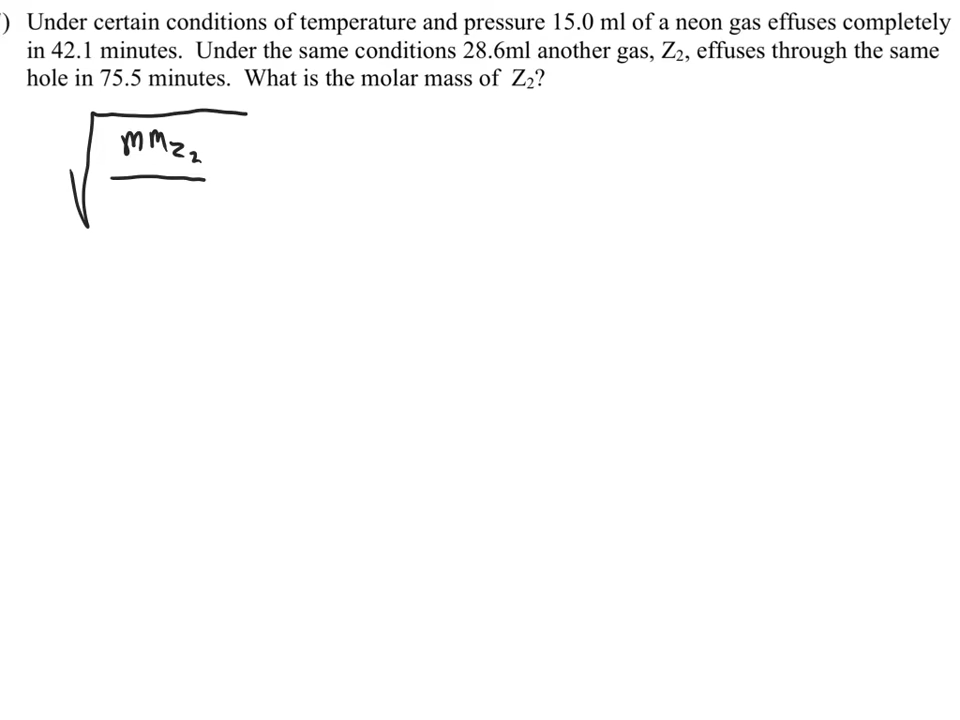 ) Under certain conditions of temperature and pressure 15.0 ml of a neon gas effuses completely
in 42.1 minutes. Under the same conditions 28.6ml another gas, Z₂, effuses through the same
hole in 75.5 minutes. What is the molar mass of Z₂?
√ mmz₂